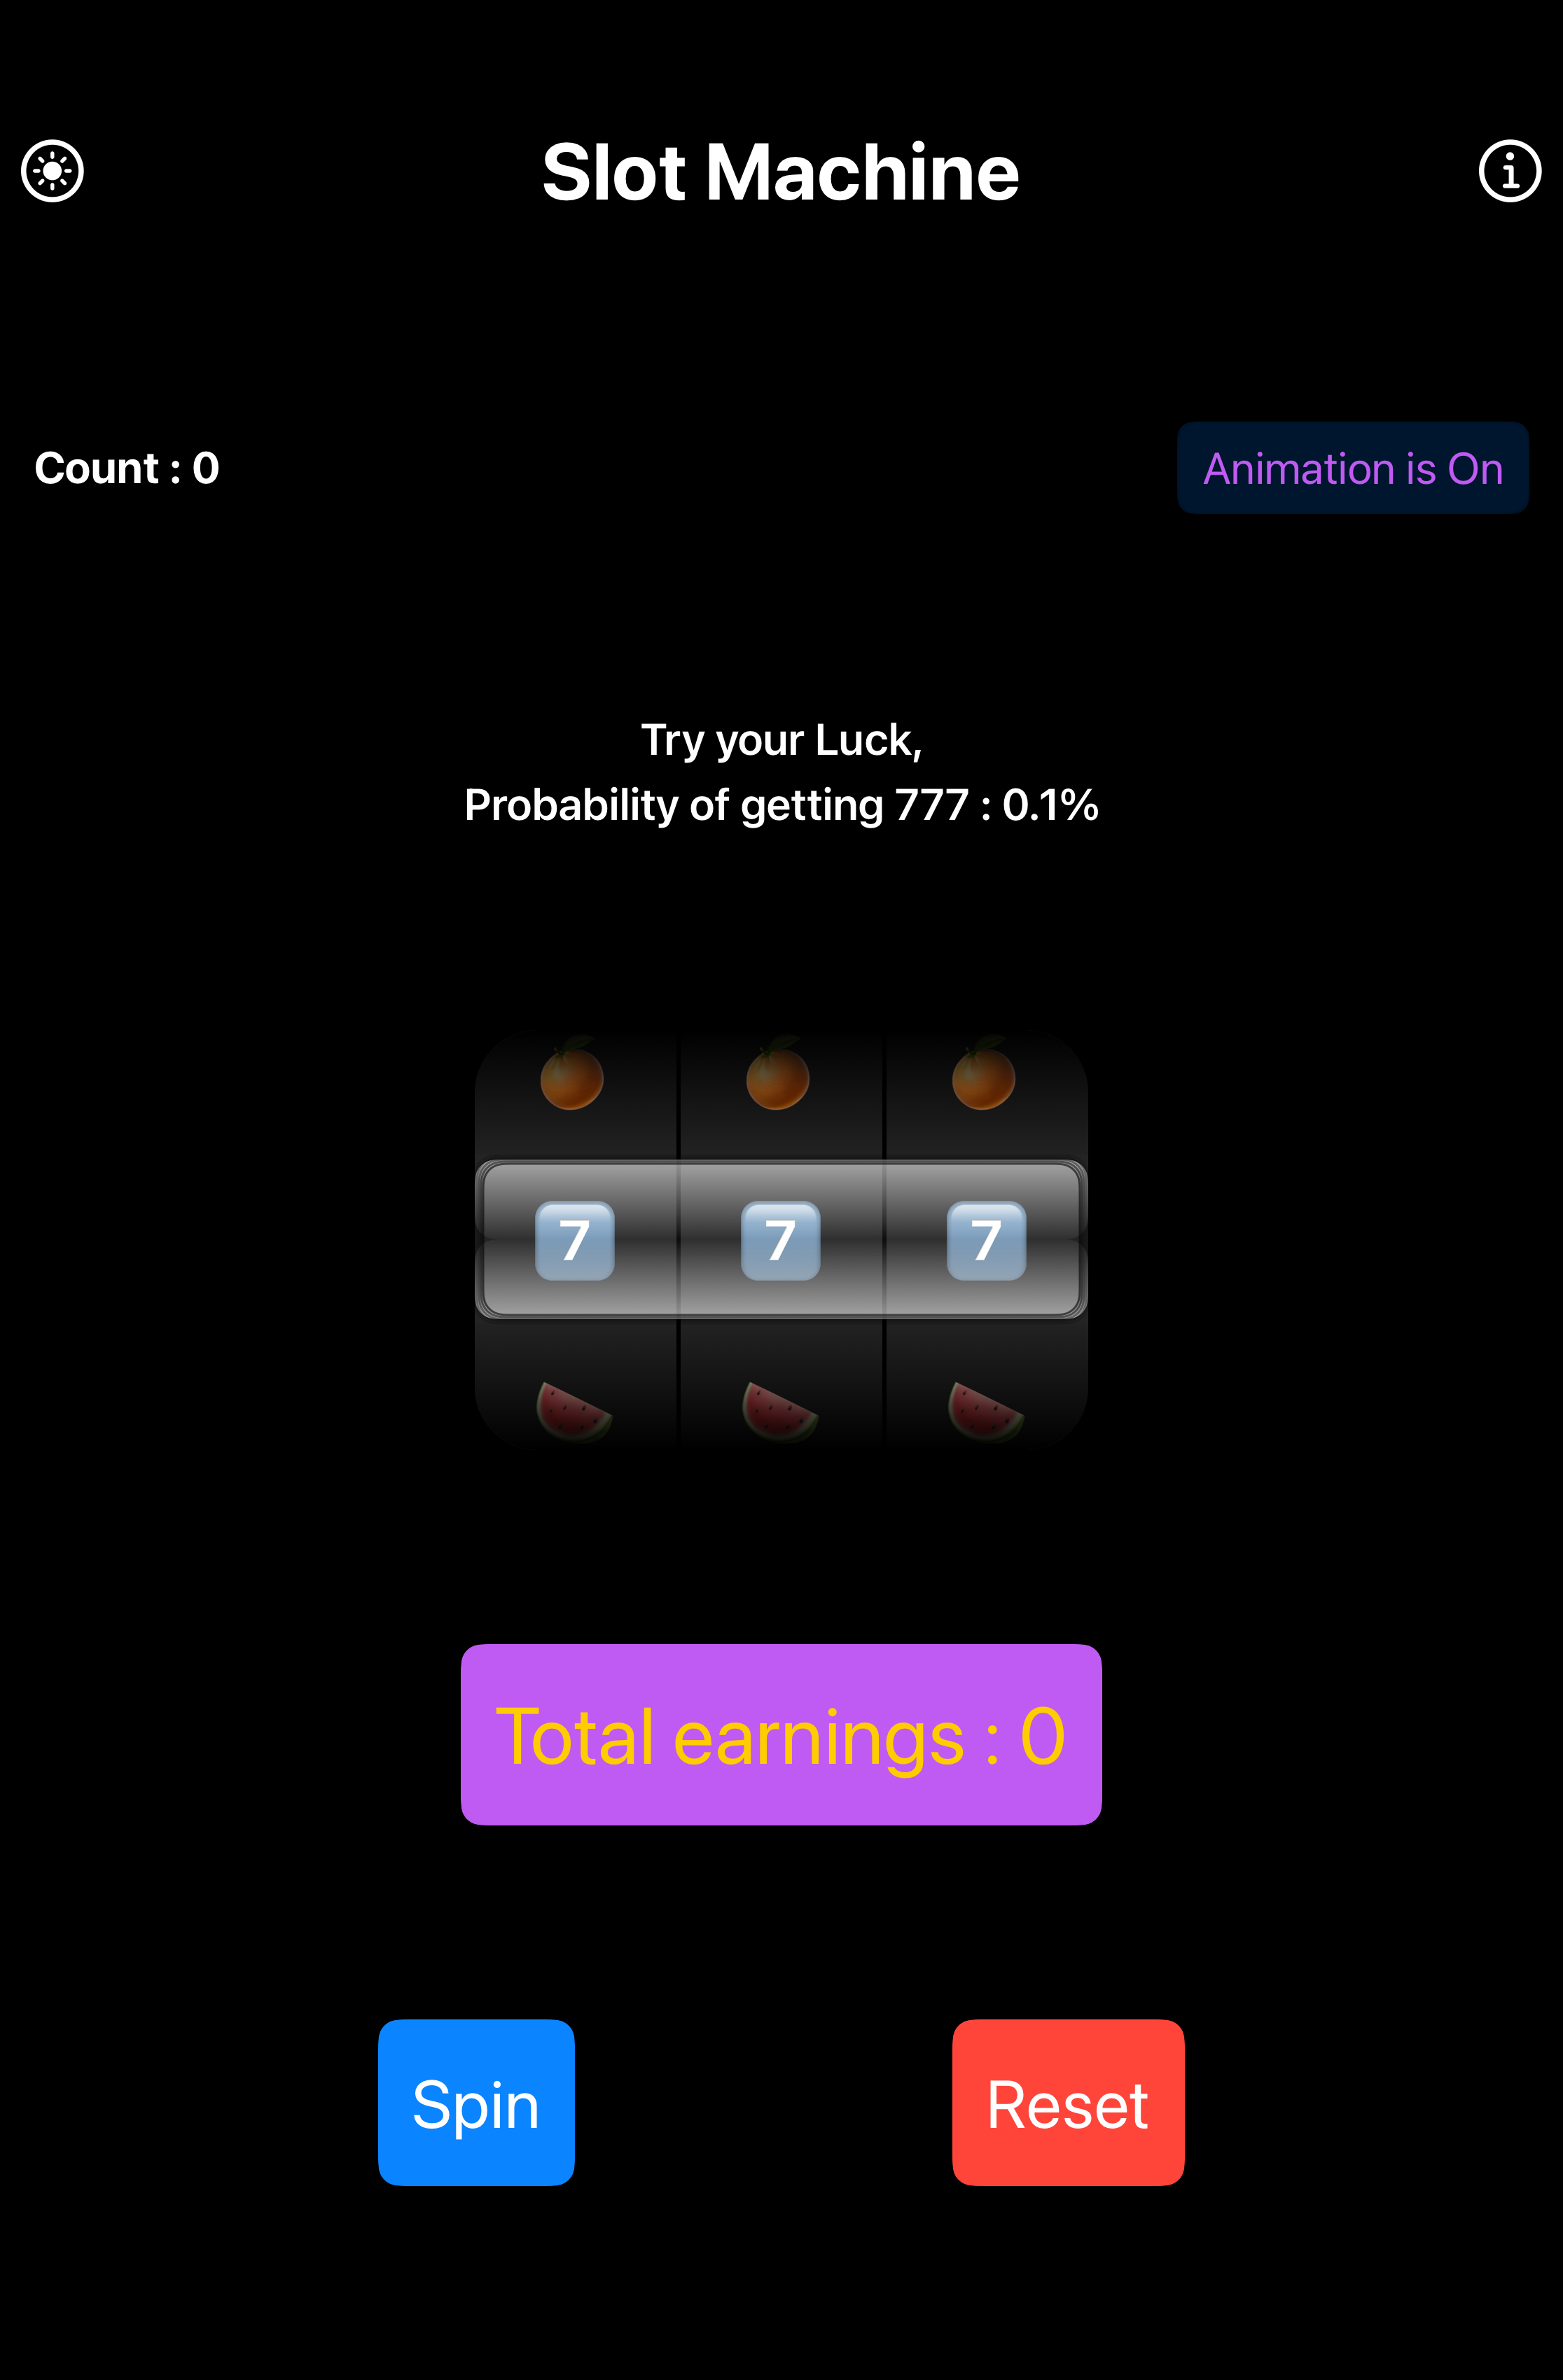 Slot Machine
Count : 0
Animation is On
Try your Luck,
Probability of getting 777 : 0.1%
7 7 7
Total earnings : 0
Spin
Reset